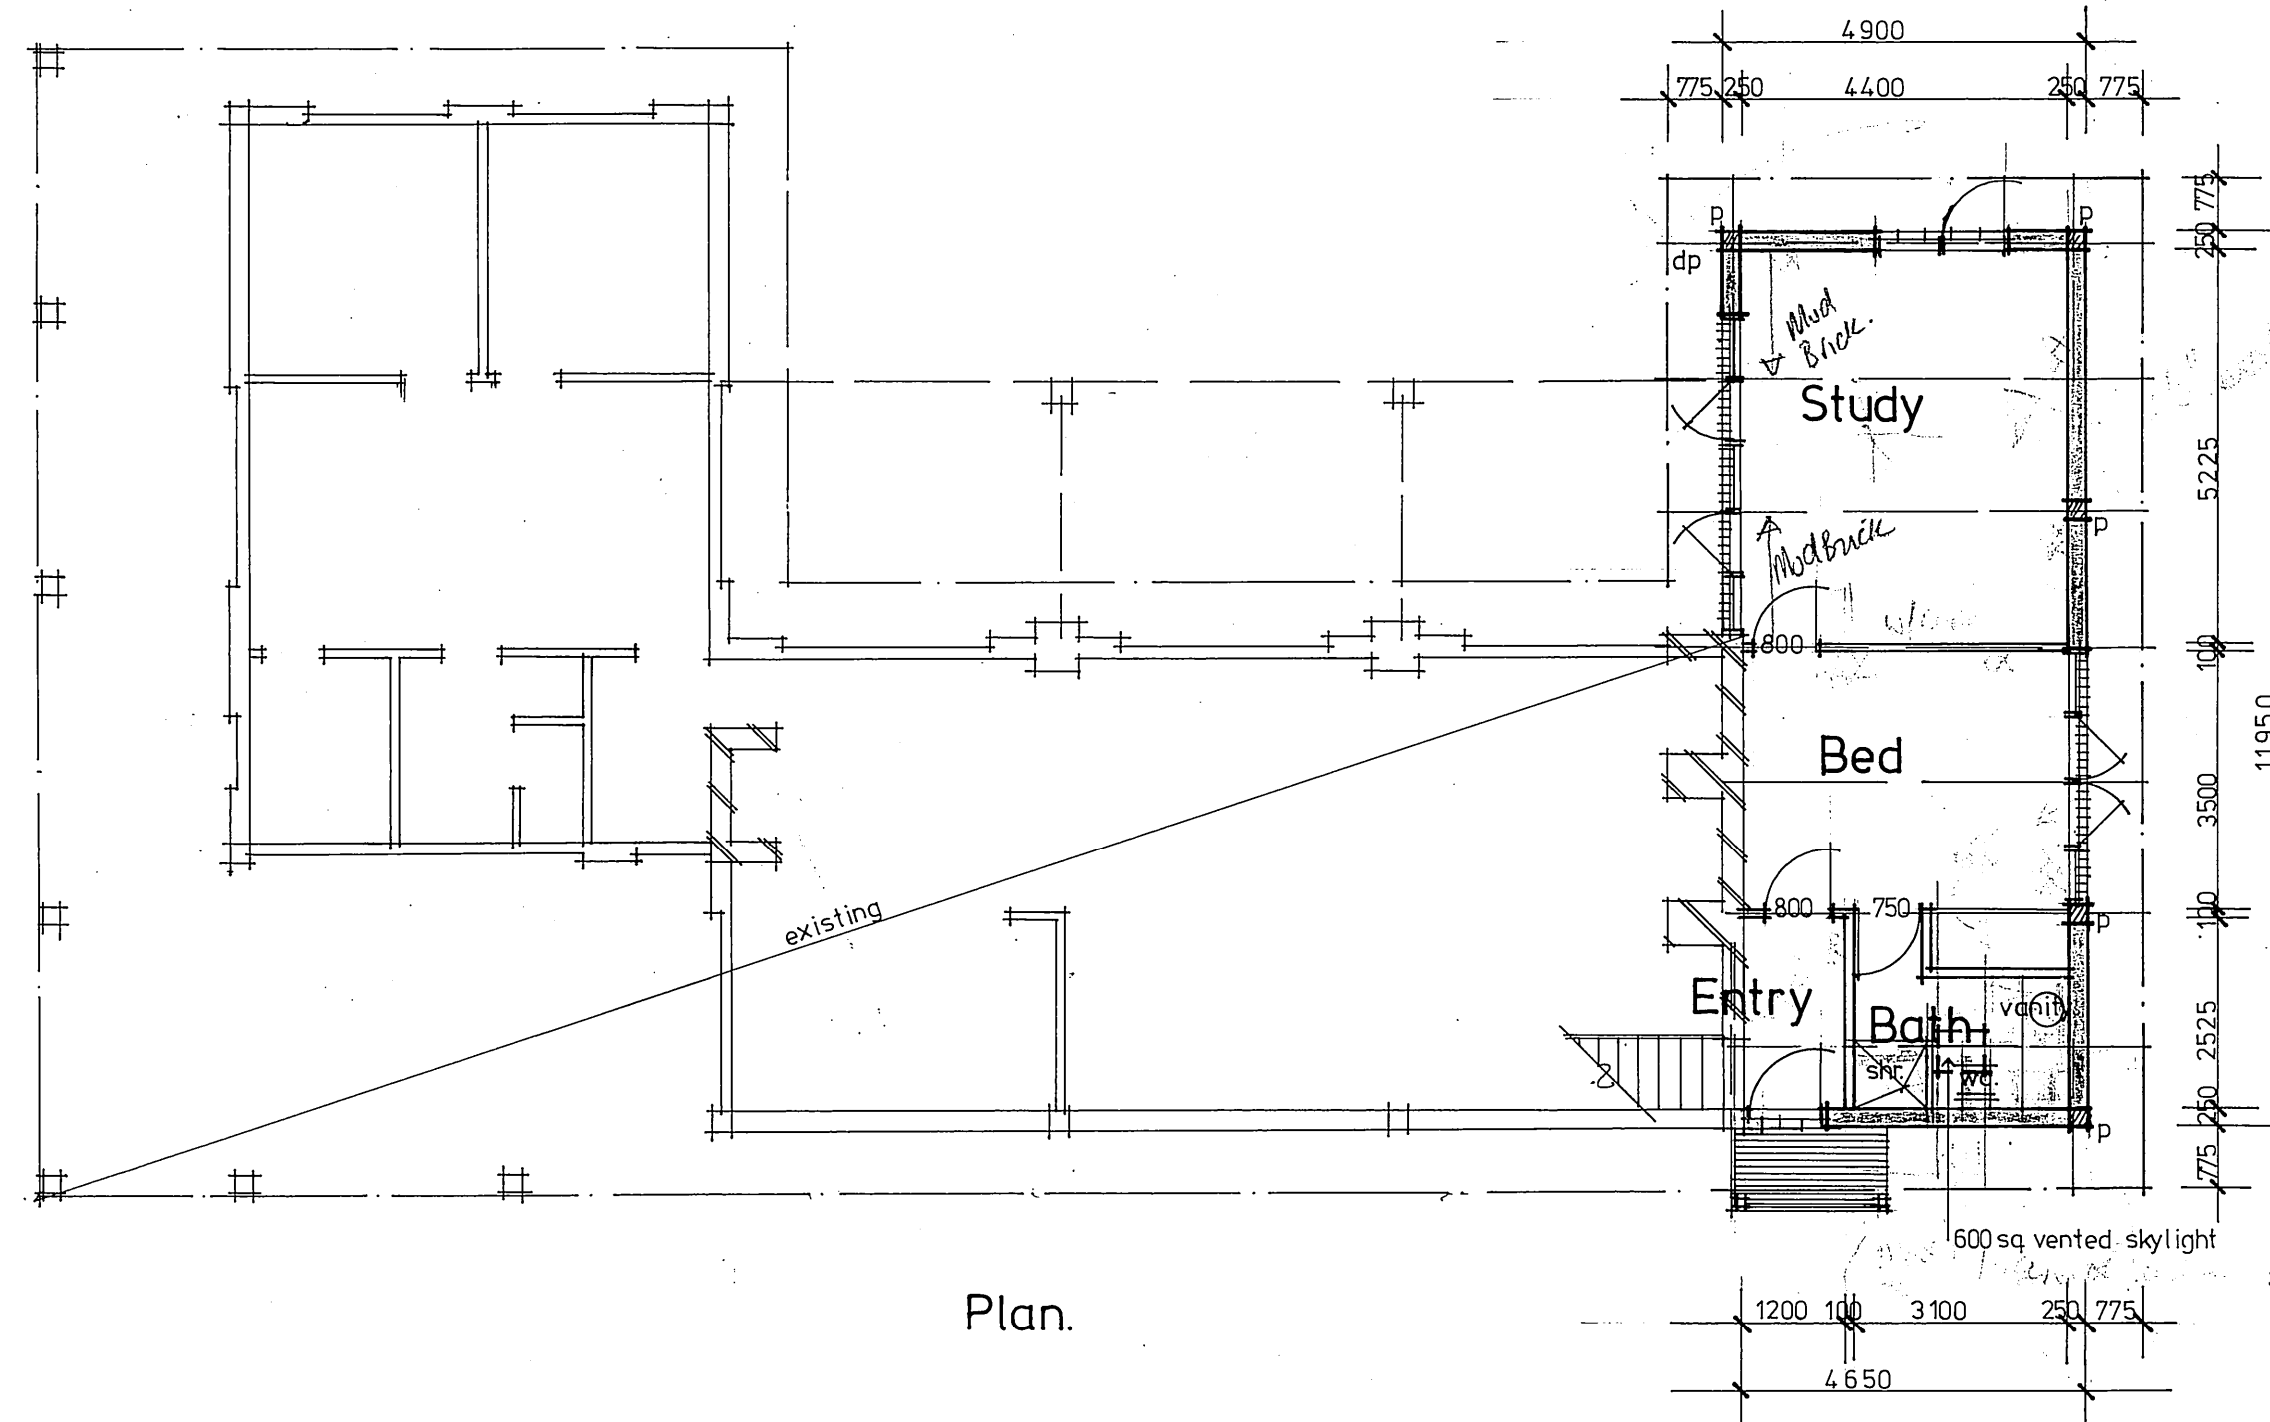 4900
775 250 4400 250 775
775
p p
250
dp
Mud
Brick.
Study
5225
p
Mod Brick
w/
800
100
11950
Bed
3500
existing
800 750
100
p
Entry
vanity
Bath
2525
shr.
wc.
250
p
775
600 sq vented skylight
Plan.
1200 100 3100 250 775
4650